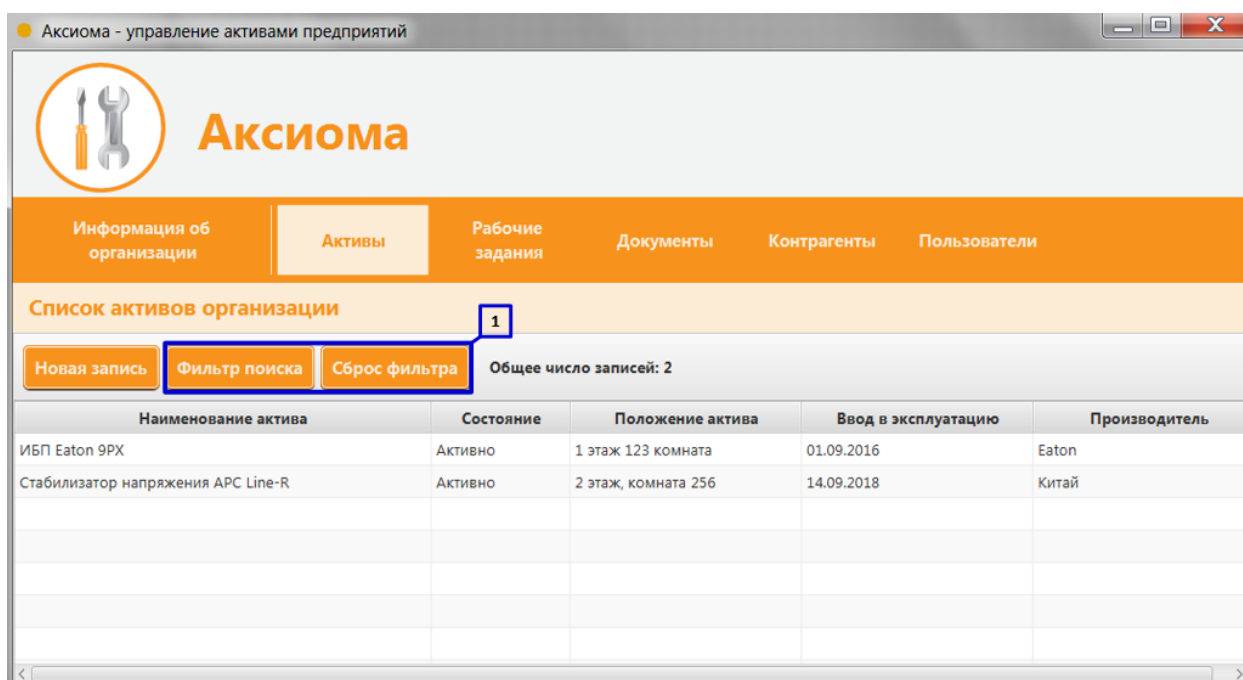 Аксиома - управление активами предприятий
Аксиома
Информация об организации
Активы
Рабочие задания
Документы
Контрагенты
Пользователи
Список активов организации
1
Новая запись Фильтр поиска Сброс фильтра Общее число записей: 2
Наименование актива Состояние Положение актива Ввод в эксплуатацию Производитель
ИБП Eaton 9PX Активно 1 этаж 123 комната 01.09.2016 Eaton
Стабилизатор напряжения APC Line-R Активно 2 этаж, комната 256 14.09.2018 Китай